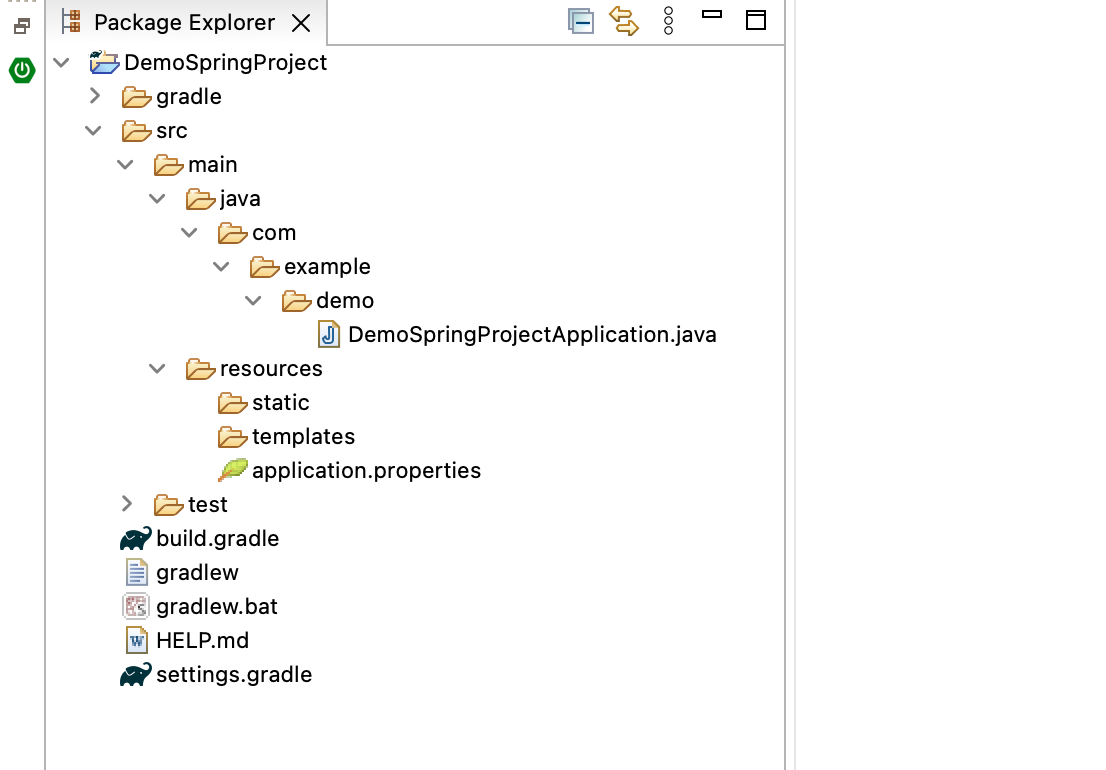 Package Explorer
DemoSpringProject
gradle
src
main
java
com
example
demo
DemoSpringProjectApplication.java
resources
static
templates
application.properties
test
build.gradle
gradlew
gradlew.bat
HELP.md
settings.gradle